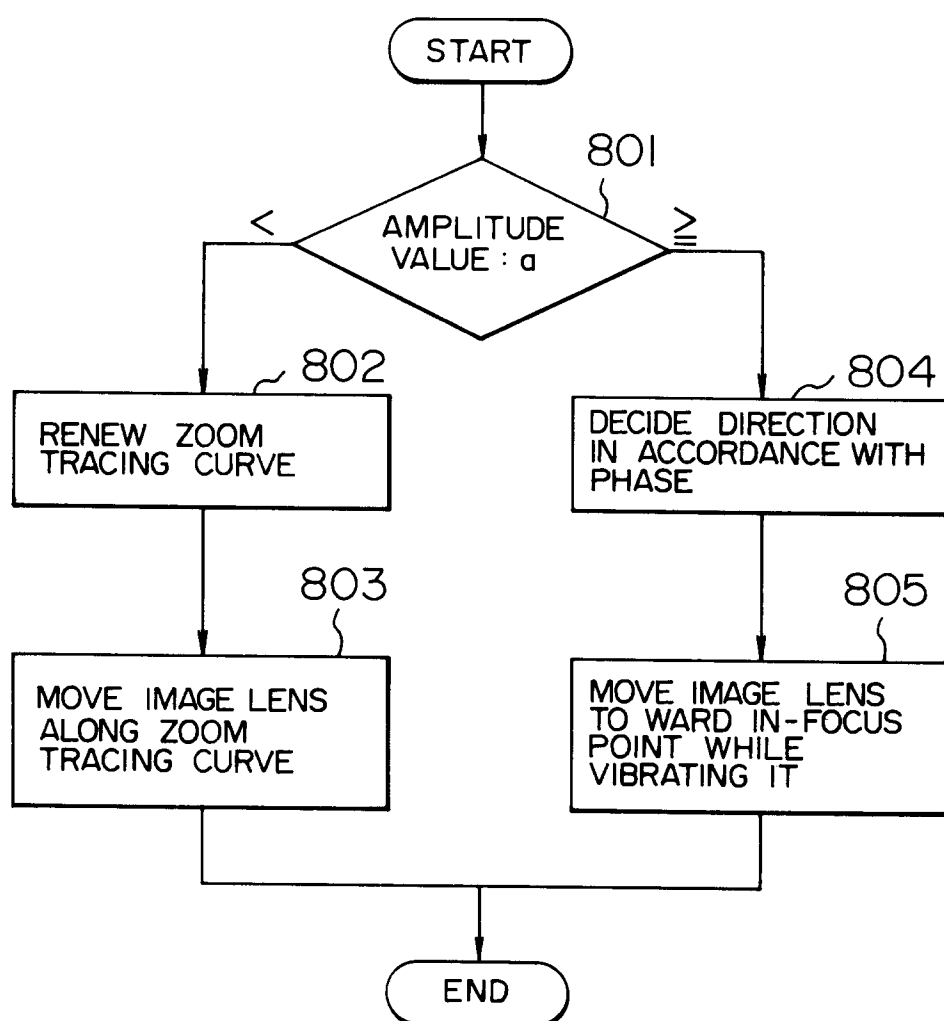 START
801
<
≧
AMPLITUDE
VALUE : a
802
RENEW ZOOM
TRACING CURVE
804
DECIDE DIRECTION
IN ACCORDANCE WITH
PHASE
803
MOVE IMAGE LENS
ALONG ZOOM
TRACING CURVE
805
MOVE IMAGE LENS
TO WARD IN-FOCUS
POINT WHILE
VIBRATING IT
END